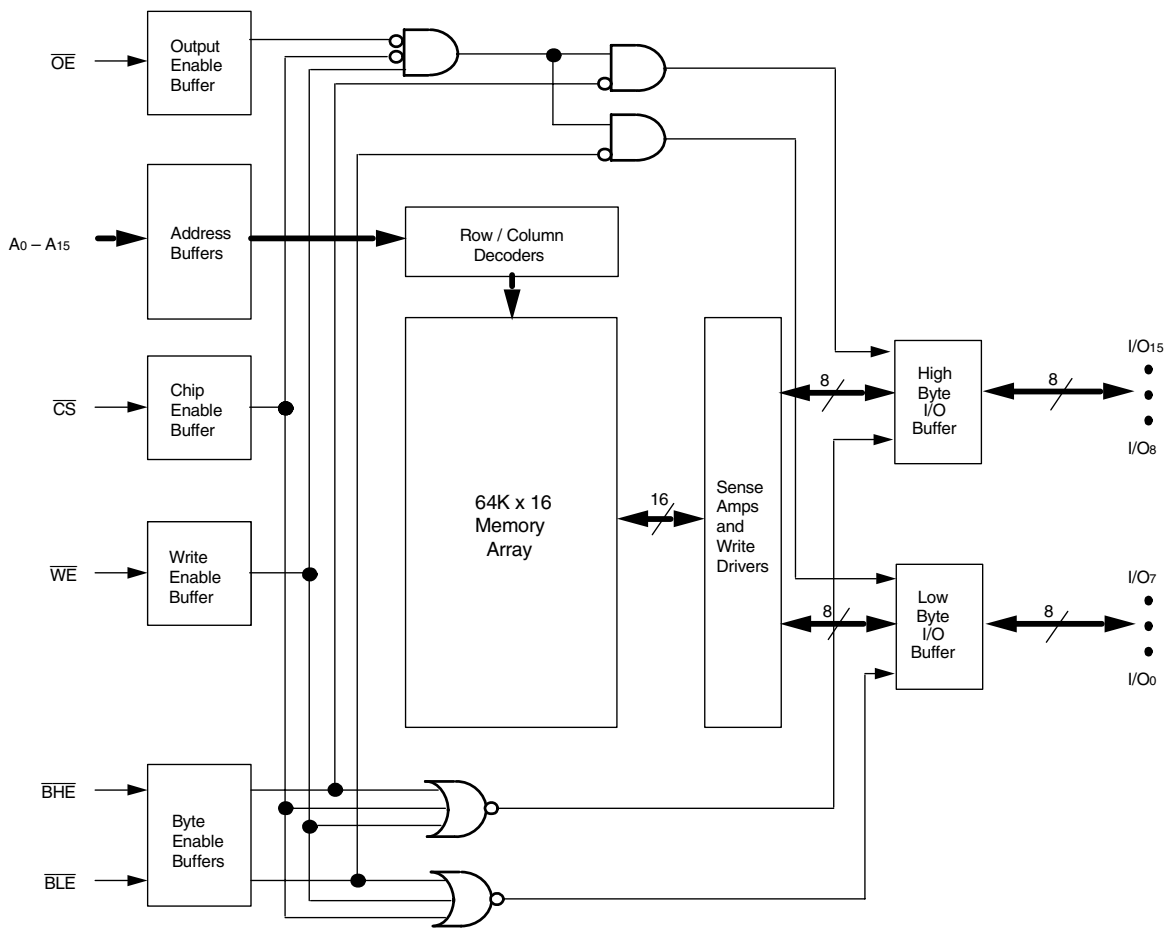 OE
Output
Enable
Buffer
A0 – A15
Address
Buffers
Row / Column
Decoders
CS
Chip
Enable
Buffer
WE
Write
Enable
Buffer
64K x 16
Memory
Array
16
Sense
Amps
and
Write
Drivers
8
High
Byte
I/O
Buffer
8
I/O15
I/O8
8
Low
Byte
I/O
Buffer
8
I/O7
I/O0
BHE
Byte
Enable
Buffers
BLE